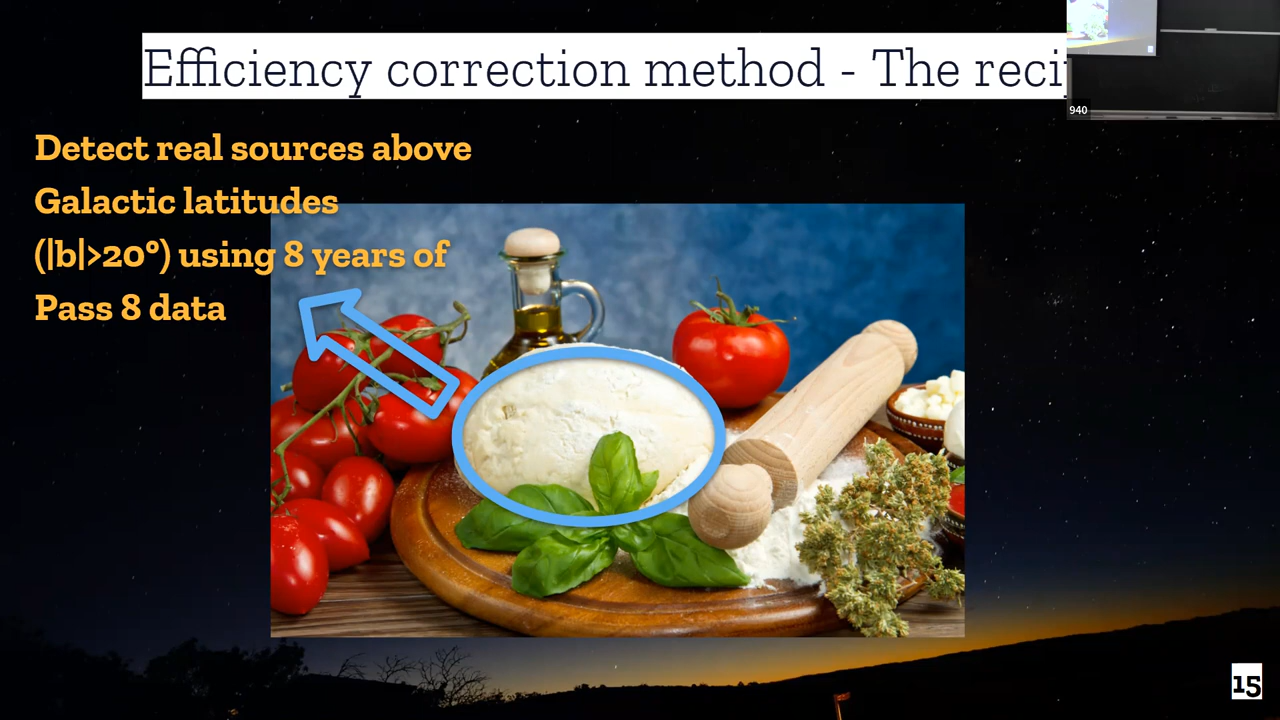 Efficiency correction method - The
940
Detect real sources above
Galactic latitudes
(|b|>20°) using 8 years of
Pass 8 data
15